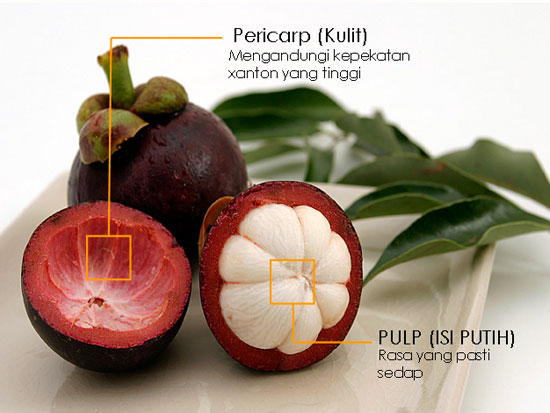 Pericarp (Kulit)
Mengandungi kepekatan
xanton yang tinggi
PULP (ISI PUTIH)
Rasa yang pasti
sedap